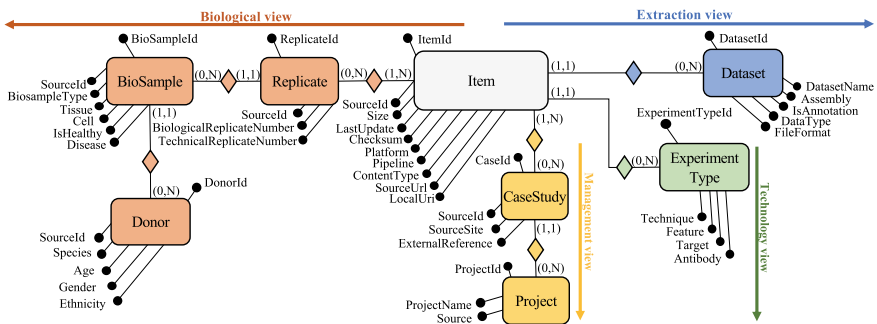 Biological view
Extraction view
BioSampleId
ReplicateId
ItemId
DatasetId
BioSample
(0,N)
(1,1)
Replicate
(0,N)
(1,N)
Item
(1,1)
(0,N)
Dataset
(1,1)
SourceId
BiosampleType
Tissue
Cell
IsHealthy
Disease
(1,1)
SourceId
BiologicalReplicateNumber
TechnicalReplicateNumber
SourceId
Size
LastUpdate
Checksum
Platform
Pipeline
ContentType
SourceUrl
LocalUri
(1,N)
DatasetName
Assembly
IsAnnotation
DataType
FileFormat
ExperimentTypeId
(0,N)
Experiment
Type
Technique
Feature
Target
Antibody
Technology view
CaseId
(0,N)
CaseStudy
Management view
SourceId
SourceSite
ExternalReference
(1,1)
(0,N)
DonorId
Donor
SourceId
Species
Age
Gender
Ethnicity
ProjectId
(0,N)
Project
ProjectName
Source